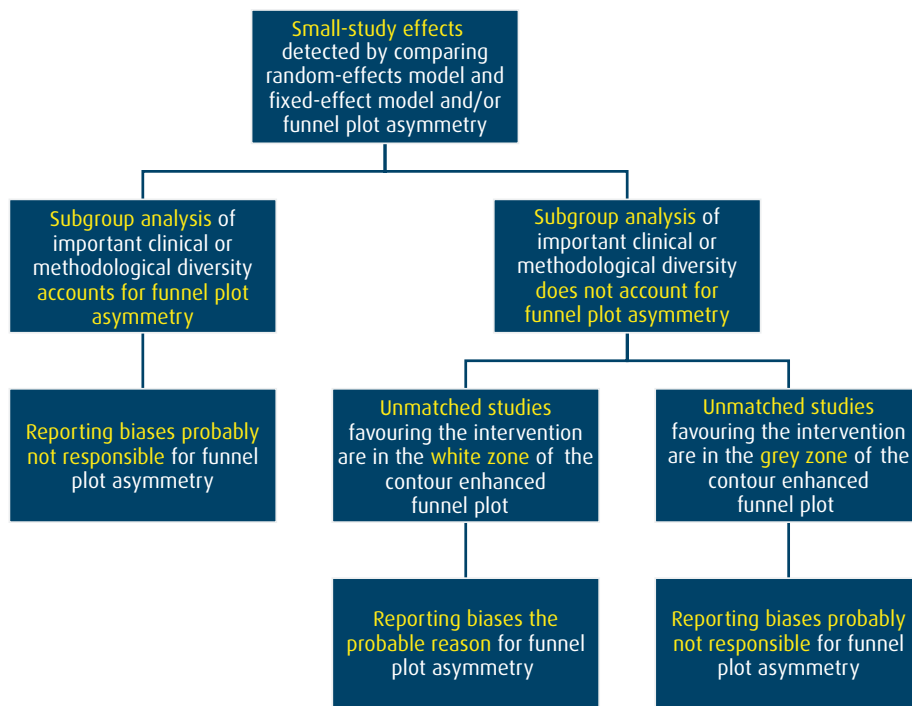 Small-study effects
detected by comparing
random-effects model and
fixed-effect model and/or
funnel plot asymmetry
Subgroup analysis of
important clinical or
methodological diversity
accounts for funnel plot
asymmetry
Subgroup analysis of
important clinical or
methodological diversity
does not account for
funnel plot asymmetry
Reporting biases probably
not responsible for funnel
plot asymmetry
Unmatched studies
favouring the intervention
are in the white zone of the
contour enhanced
funnel plot
Unmatched studies
favouring the intervention
are in the grey zone of the
contour enhanced
funnel plot
Reporting biases the
probable reason for funnel
plot asymmetry
Reporting biases probably
not responsible for funnel
plot asymmetry